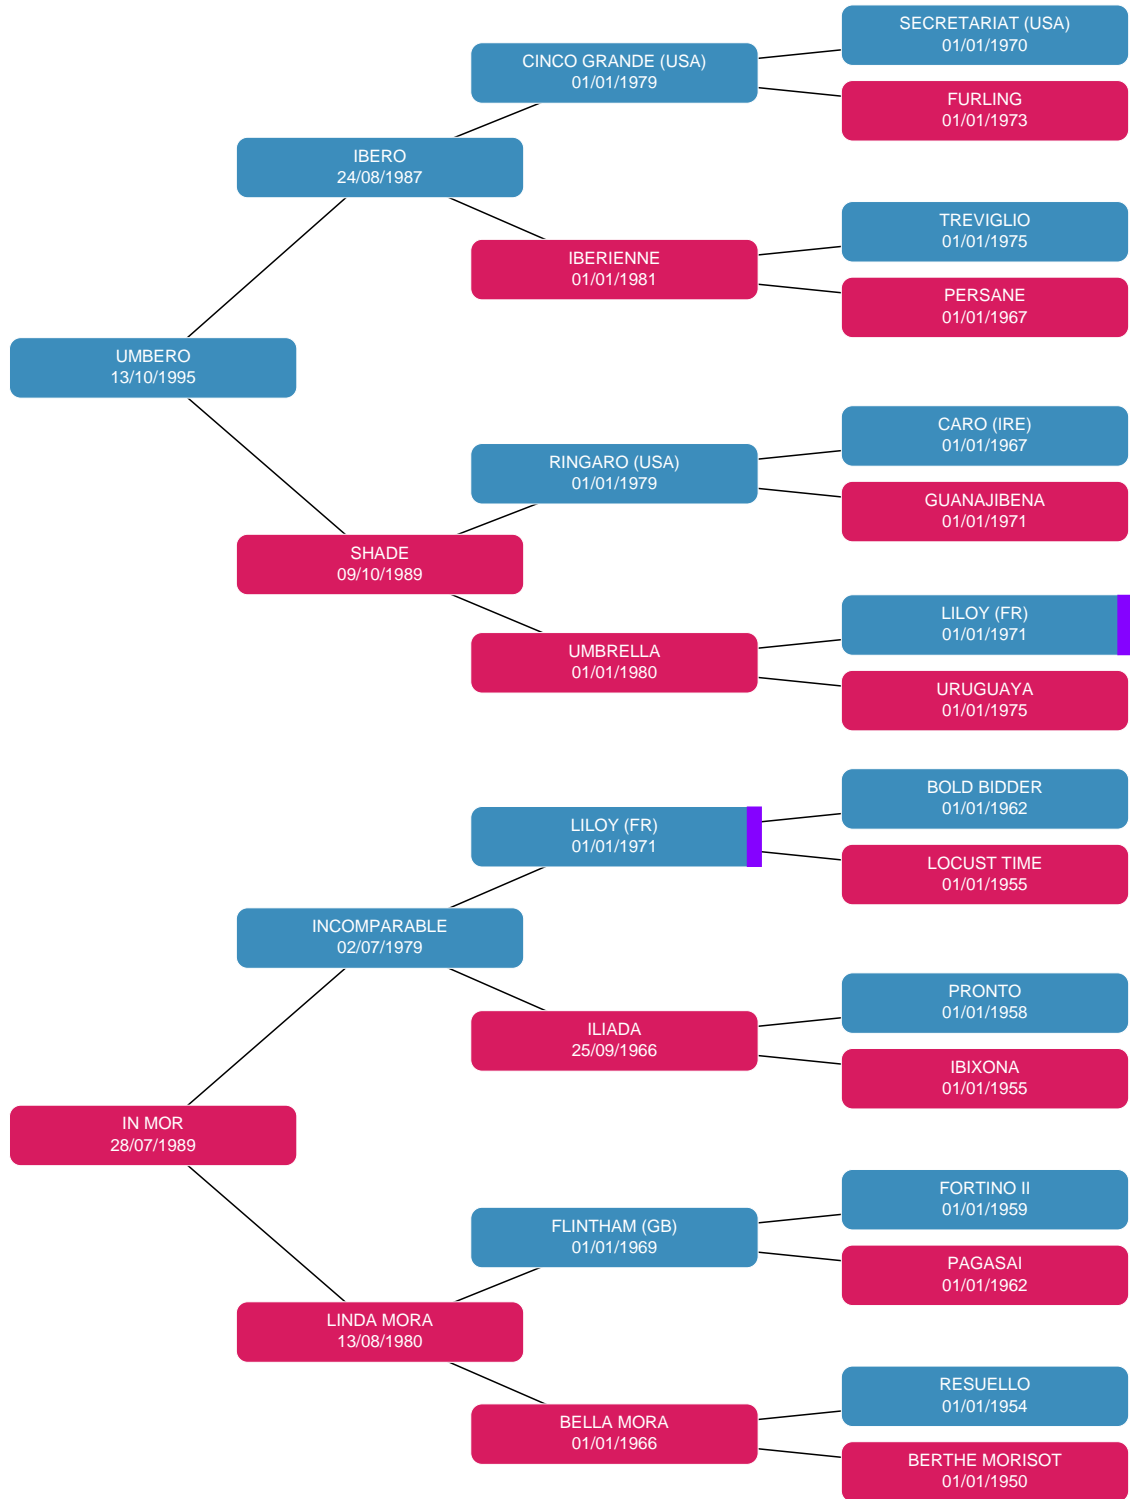 SECRETARIAT (USA)
01/01/1970
CINCO GRANDE (USA)
01/01/1979
FURLING
01/01/1973
IBERO
24/08/1987
TREVIGLIO
01/01/1975
IBERIENNE
01/01/1981
PERSANE
01/01/1967
UMBERO
13/10/1995
CARO (IRE)
01/01/1967
RINGARO (USA)
01/01/1979
GUANAJIBENA
01/01/1971
SHADE
09/10/1989
LILOY (FR)
01/01/1971
UMBRELLA
01/01/1980
URUGUAYA
01/01/1975
BOLD BIDDER
01/01/1962
LILOY (FR)
01/01/1971
LOCUST TIME
01/01/1955
INCOMPARABLE
02/07/1979
PRONTO
01/01/1958
ILIADA
25/09/1966
IBIXONA
01/01/1955
IN MOR
28/07/1989
FORTINO II
01/01/1959
FLINTHAM (GB)
01/01/1969
PAGASAI
01/01/1962
LINDA MORA
13/08/1980
RESUELLO
01/01/1954
BELLA MORA
01/01/1966
BERTHE MORISOT
01/01/1950